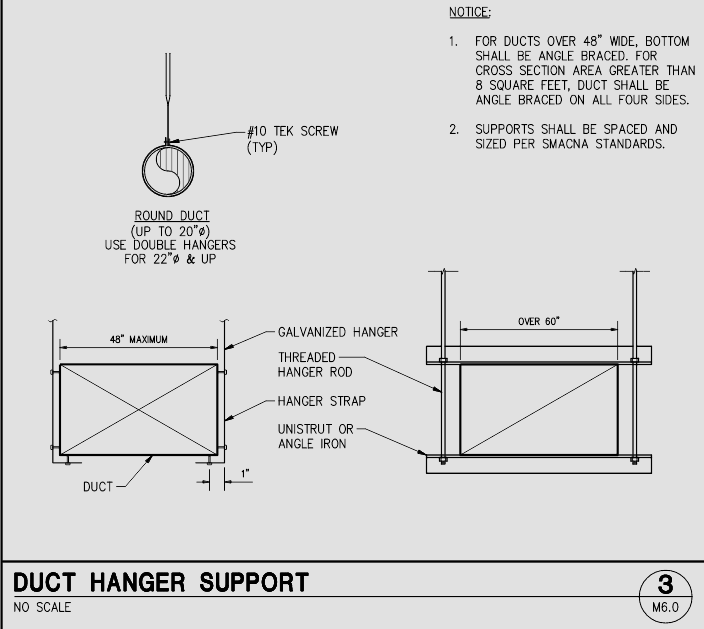 NOTICE:
1. FOR DUCTS OVER 48" WIDE, BOTTOM
SHALL BE ANGLE BRACED. FOR
CROSS SECTION AREA GREATER THAN
8 SQUARE FEET, DUCT SHALL BE
ANGLE BRACED ON ALL FOUR SIDES.
2. SUPPORTS SHALL BE SPACED AND
SIZED PER SMACNA STANDARDS.
#10 TEK SCREW
(TYP)
ROUND DUCT
(UP TO 20"ø)
USE DOUBLE HANGERS
FOR 22"ø & UP
48" MAXIMUM
GALVANIZED HANGER
THREADED
HANGER ROD
HANGER STRAP
UNISTRUT OR
ANGLE IRON
DUCT
1"
OVER 60"
DUCT HANGER SUPPORT
NO SCALE
3
M6.0